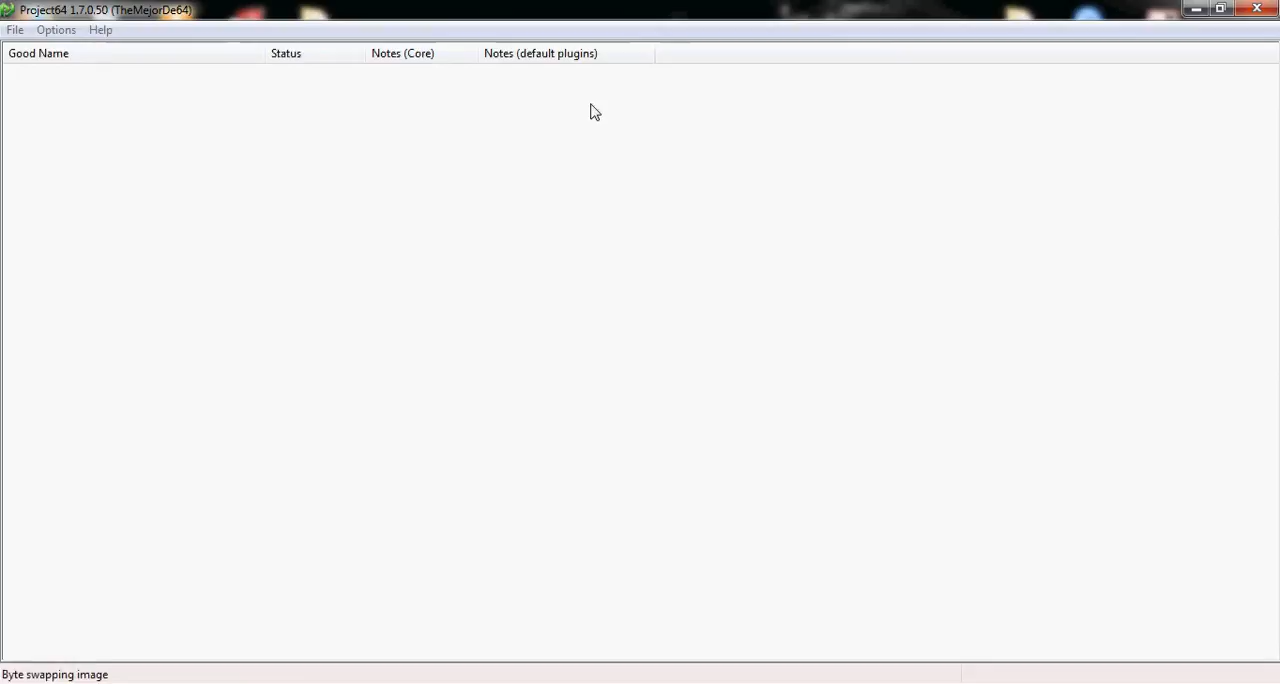 Project64 1.7.0.50 (TheMejorDe64)
File Options Help
Good Name Status Notes (Core) Notes (default plugins)
Byte swapping image